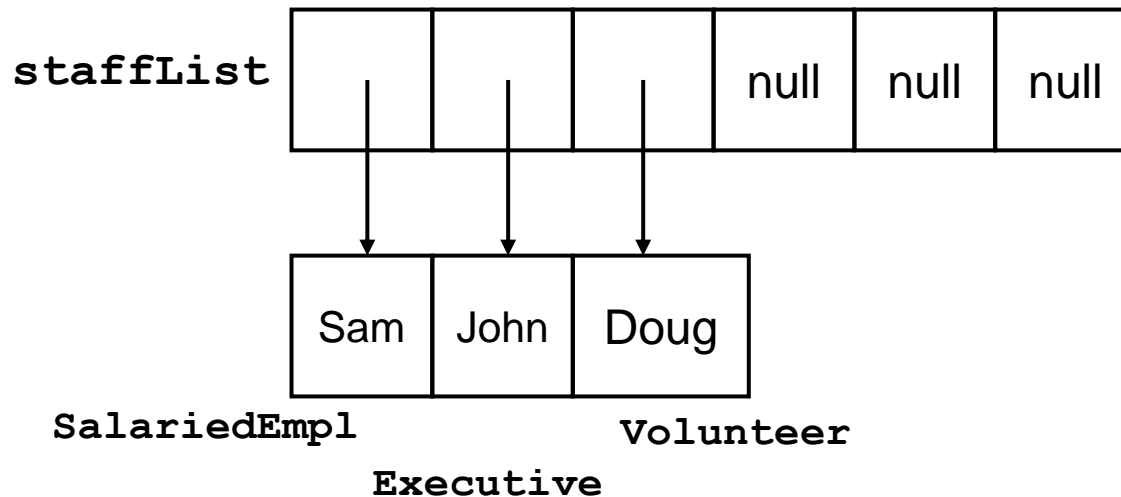 staffList null null null
Sam John Doug
SalariedEmpl Volunteer
Executive